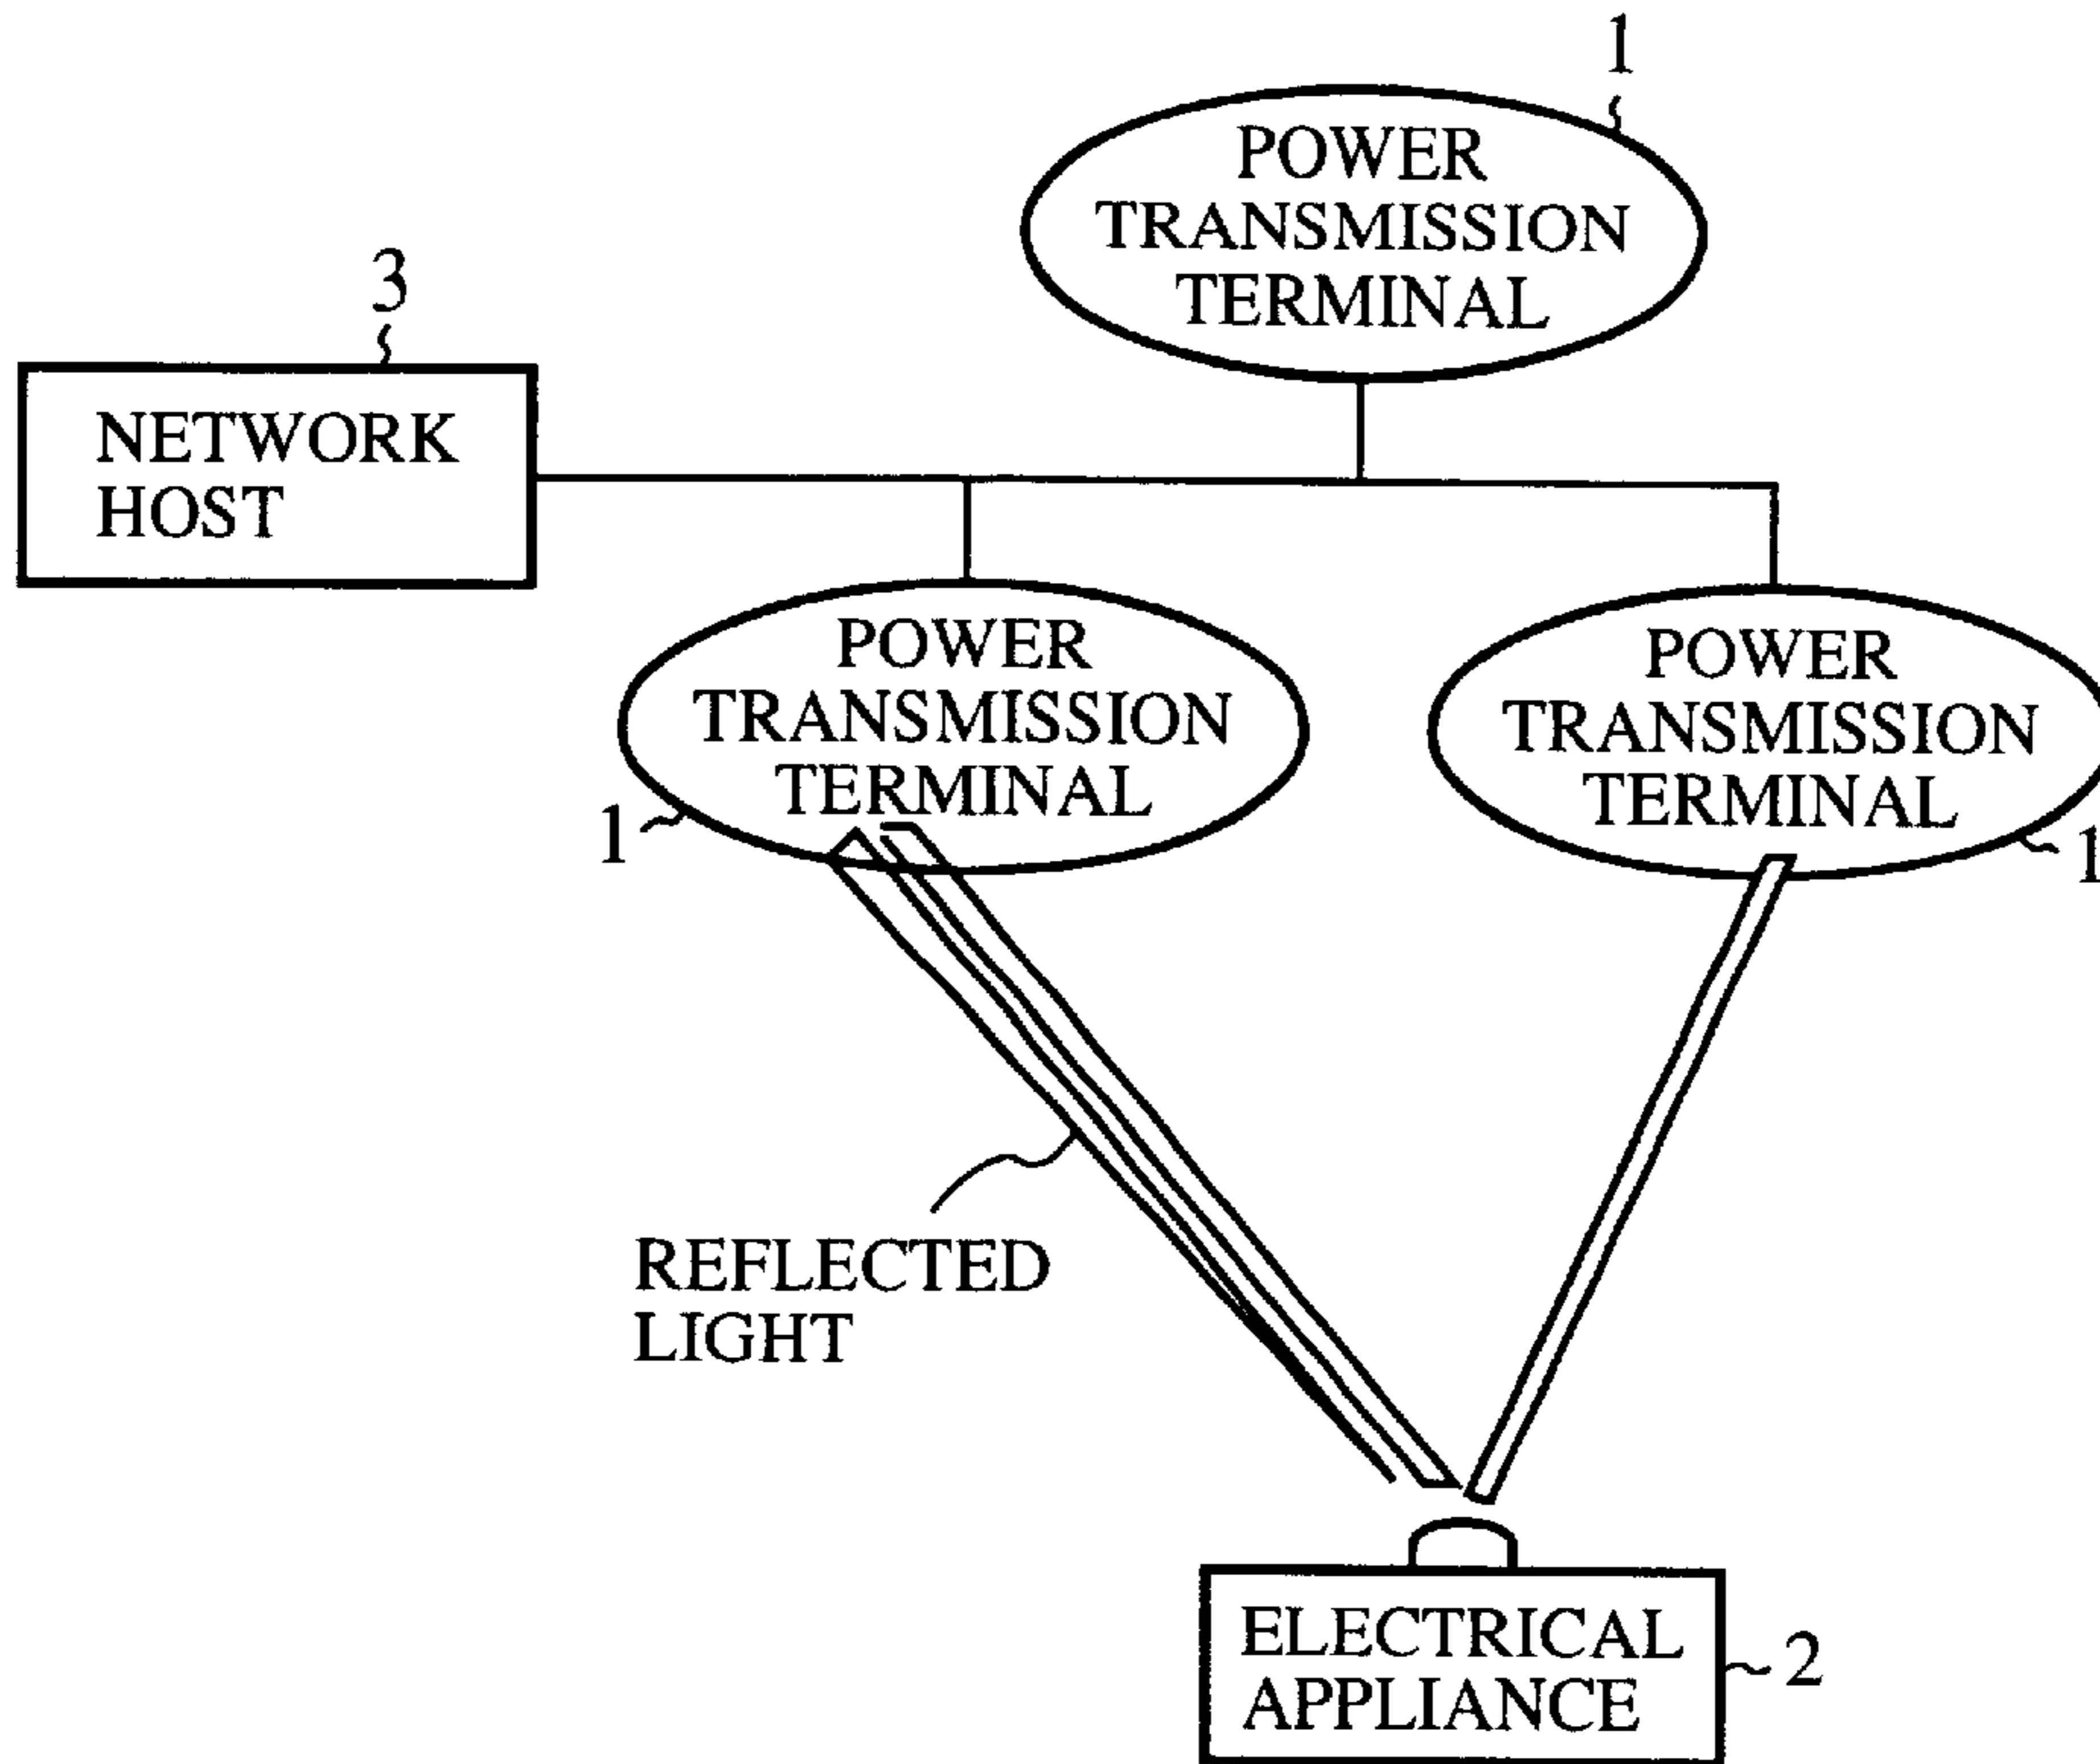 1
POWER
TRANSMISSION
TERMINAL
3
NETWORK
HOST
POWER
TRANSMISSION
TERMINAL
1
POWER
TRANSMISSION
TERMINAL
1
REFLECTED
LIGHT
ELECTRICAL
APPLIANCE
2